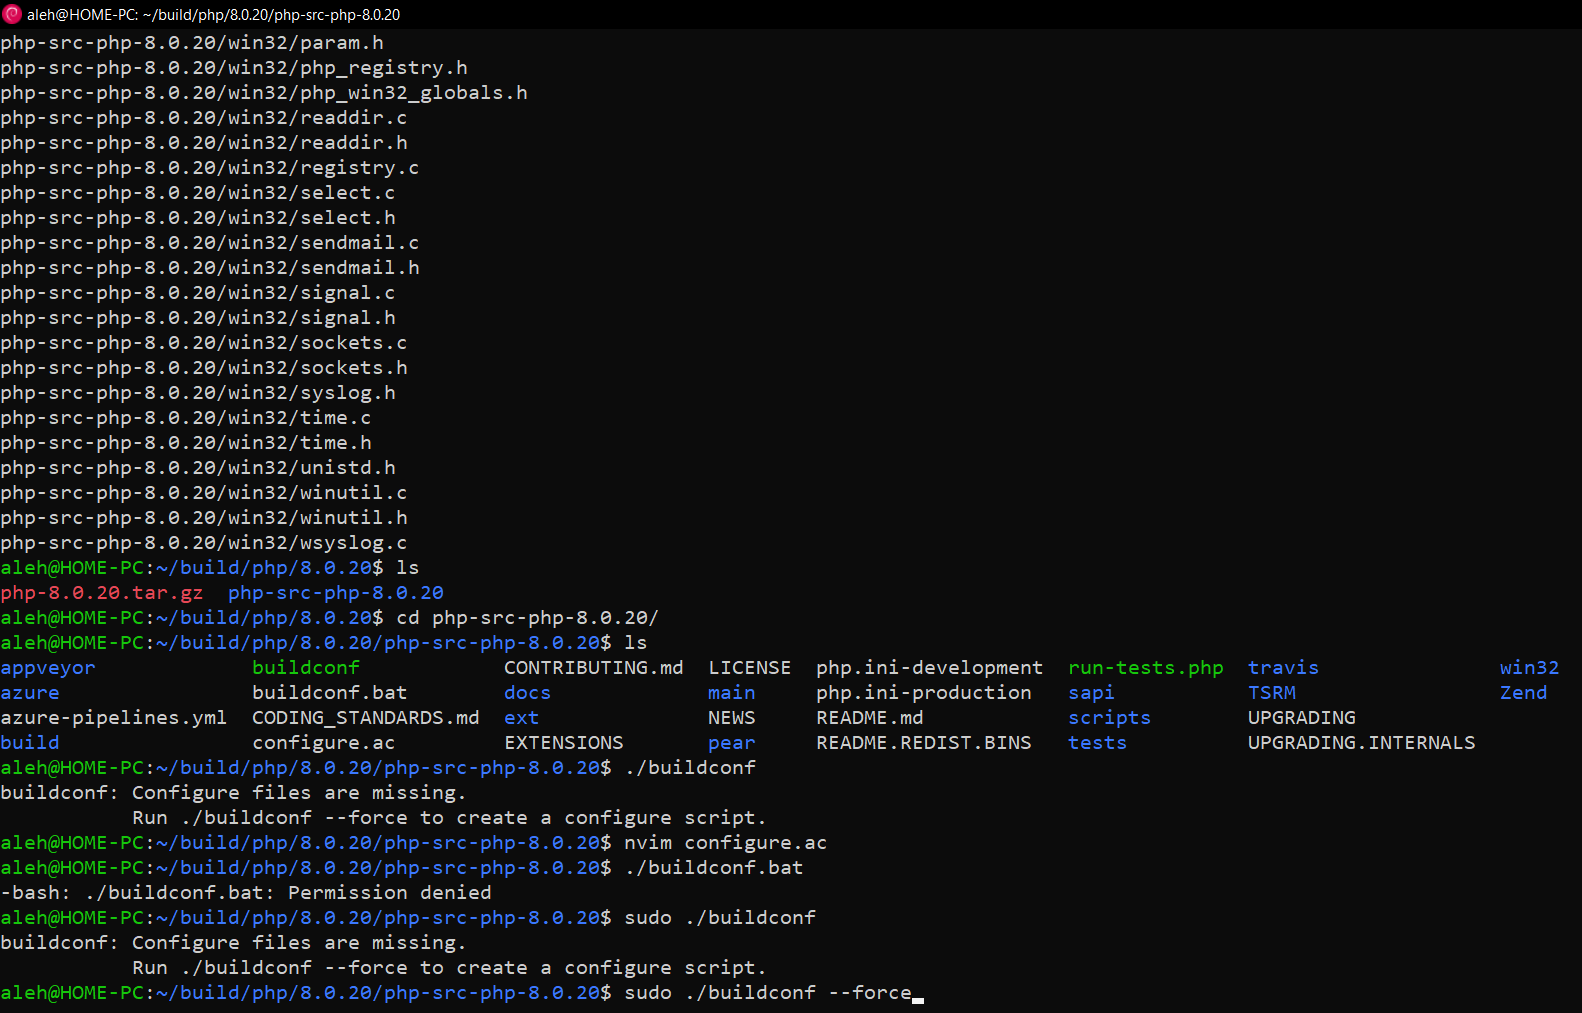 aleh@HOME-PC: ~/build/php/8.0.20/php-src-php-8.0.20
php-src-php-8.0.20/win32/param.h
php-src-php-8.0.20/win32/php_registry.h
php-src-php-8.0.20/win32/php_win32_globals.h
php-src-php-8.0.20/win32/readdir.c
php-src-php-8.0.20/win32/readdir.h
php-src-php-8.0.20/win32/registry.c
php-src-php-8.0.20/win32/select.c
php-src-php-8.0.20/win32/select.h
php-src-php-8.0.20/win32/sendmail.c
php-src-php-8.0.20/win32/sendmail.h
php-src-php-8.0.20/win32/signal.c
php-src-php-8.0.20/win32/signal.h
php-src-php-8.0.20/win32/sockets.c
php-src-php-8.0.20/win32/sockets.h
php-src-php-8.0.20/win32/syslog.h
php-src-php-8.0.20/win32/time.c
php-src-php-8.0.20/win32/time.h
php-src-php-8.0.20/win32/unistd.h
php-src-php-8.0.20/win32/winutil.c
php-src-php-8.0.20/win32/winutil.h
php-src-php-8.0.20/win32/wsyslog.c
aleh@HOME-PC:~/build/php/8.0.20$ ls
php-8.0.20.tar.gz  php-src-php-8.0.20
aleh@HOME-PC:~/build/php/8.0.20$ cd php-src-php-8.0.20/
aleh@HOME-PC:~/build/php/8.0.20/php-src-php-8.0.20$ ls
appveyor             buildconf            CONTRIBUTING.md  LICENSE  php.ini-development  run-tests.php  travis               win32
azure                buildconf.bat        docs             main     php.ini-production   sapi           TSRM                 Zend
azure-pipelines.yml  CODING_STANDARDS.md  ext              NEWS     README.md            scripts        UPGRADING
build                configure.ac         EXTENSIONS       pear     README.REDIST.BINS   tests          UPGRADING.INTERNALS
aleh@HOME-PC:~/build/php/8.0.20/php-src-php-8.0.20$ ./buildconf
buildconf: Configure files are missing.
           Run ./buildconf --force to create a configure script.
aleh@HOME-PC:~/build/php/8.0.20/php-src-php-8.0.20$ nvim configure.ac
aleh@HOME-PC:~/build/php/8.0.20/php-src-php-8.0.20$ ./buildconf.bat
-bash: ./buildconf.bat: Permission denied
aleh@HOME-PC:~/build/php/8.0.20/php-src-php-8.0.20$ sudo ./buildconf
buildconf: Configure files are missing.
           Run ./buildconf --force to create a configure script.
aleh@HOME-PC:~/build/php/8.0.20/php-src-php-8.0.20$ sudo ./buildconf --force